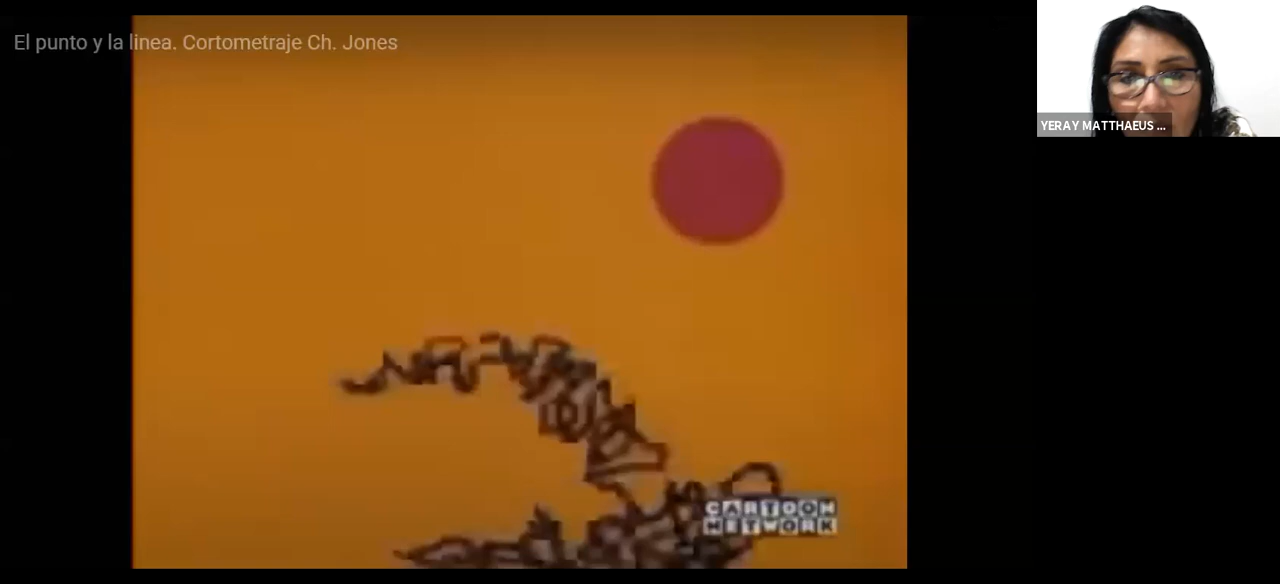 El punto y la linea. Cortometraje Ch. Jones
YERAY MATTHAEUS ...
CARTOON
NETWORK